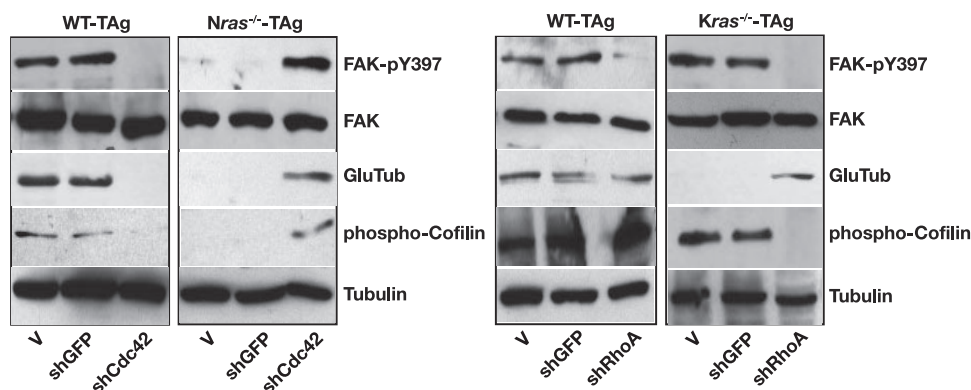 WT-TAg Nras-/--TAg WT-TAg Kras-/--TAg
FAK-pY397 FAK-pY397
FAK FAK
GluTub GluTub
phospho-Cofilin phospho-Cofilin
Tubulin Tubulin
V shGFP shCdc42 V shGFP shCdc42 V shGFP shRhoA V shGFP shRhoA